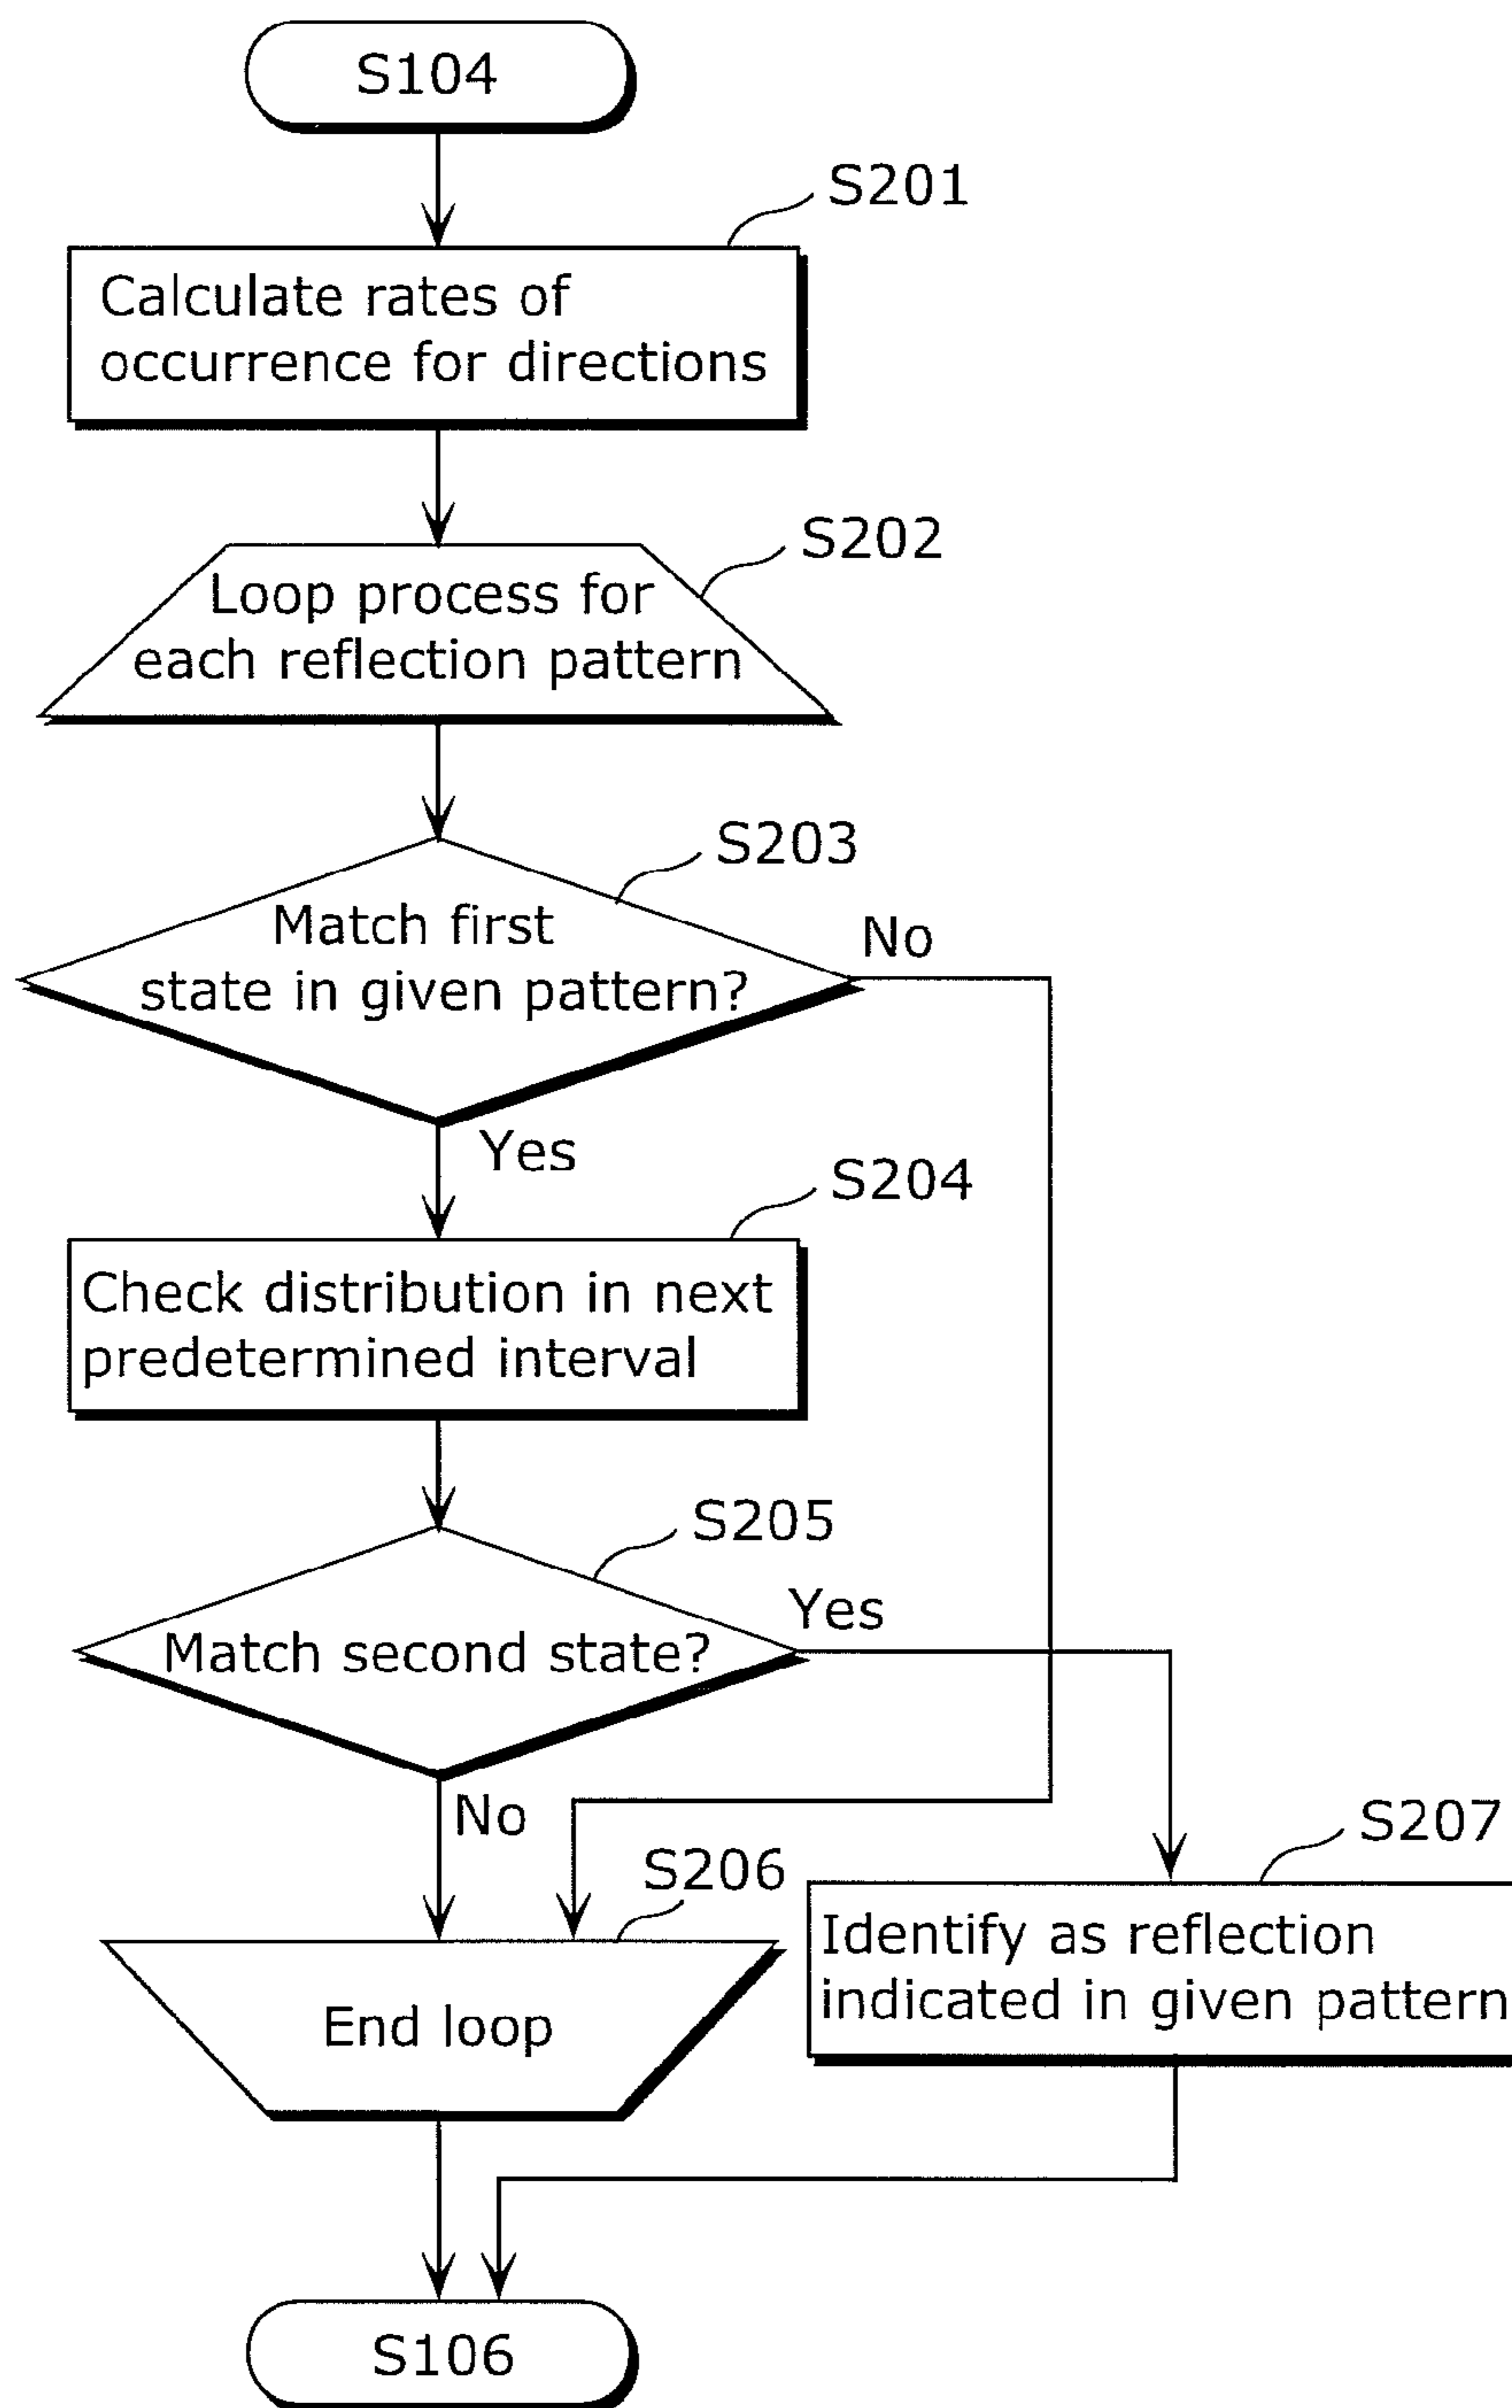 S104
S201
Calculate rates of
occurrence for directions
S202
Loop process for
each reflection pattern
S203
Match first
state in given pattern?
No
Yes
S204
Check distribution in next
predetermined interval
S205
Match second state?
Yes
No
S206
End loop
S207
Identify as reflection
indicated in given pattern
S106